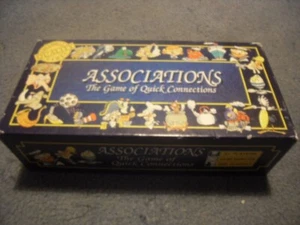 ASSOCIATIONS
The Game of Quick Connections
ASSOCIATIONS
The Game of
Quick Connections